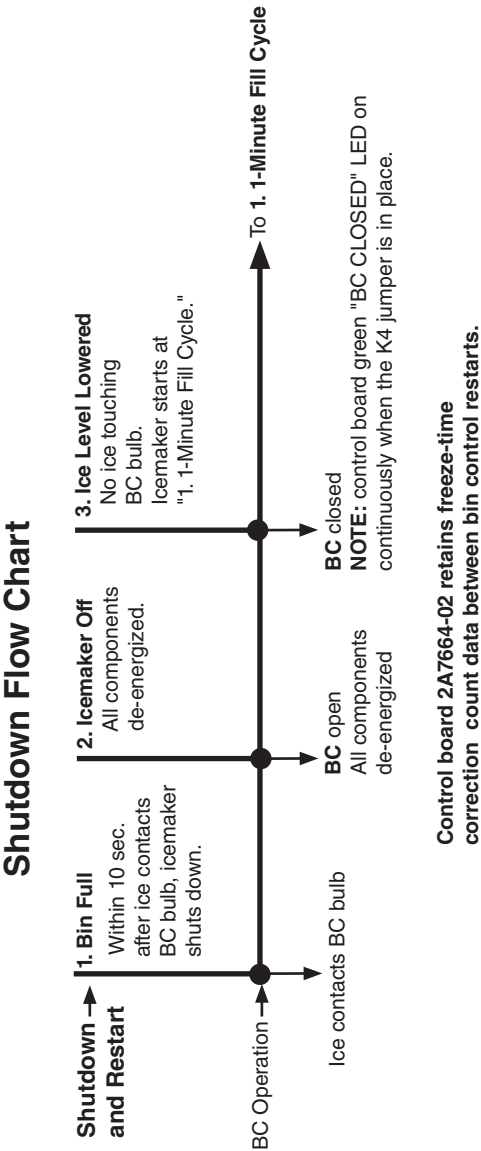 Shutdown Flow Chart
Shutdown
and Restart
1. Bin Full
Within 10 sec.
after ice contacts
BC bulb, icemaker
shuts down.
2. Icemaker Off
All components
de-energized.
3. Ice Level Lowered
No ice touching
BC bulb.
Icemaker starts at
"1. 1-Minute Fill Cycle."
BC Operation
To 1. 1-Minute Fill Cycle
Ice contacts BC bulb
BC open
All components
de-energized
BC closed
NOTE: control board green "BC CLOSED" LED on
continuously when the K4 jumper is in place.
Control board 2A7664-02 retains freeze-time
correction count data between bin control restarts.